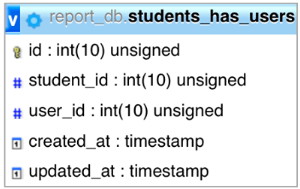 v report_db.students_has_users
id : int(10) unsigned
# student_id : int(10) unsigned
# user_id : int(10) unsigned
created_at : timestamp
updated_at : timestamp